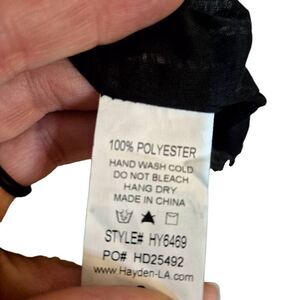 100% POLYESTER
HAND WASH COLD
DO NOT BLEACH
HANG DRY
MADE IN CHINA
STYLE# HY6469
PO# HD25492
www.Hayden-LA.com